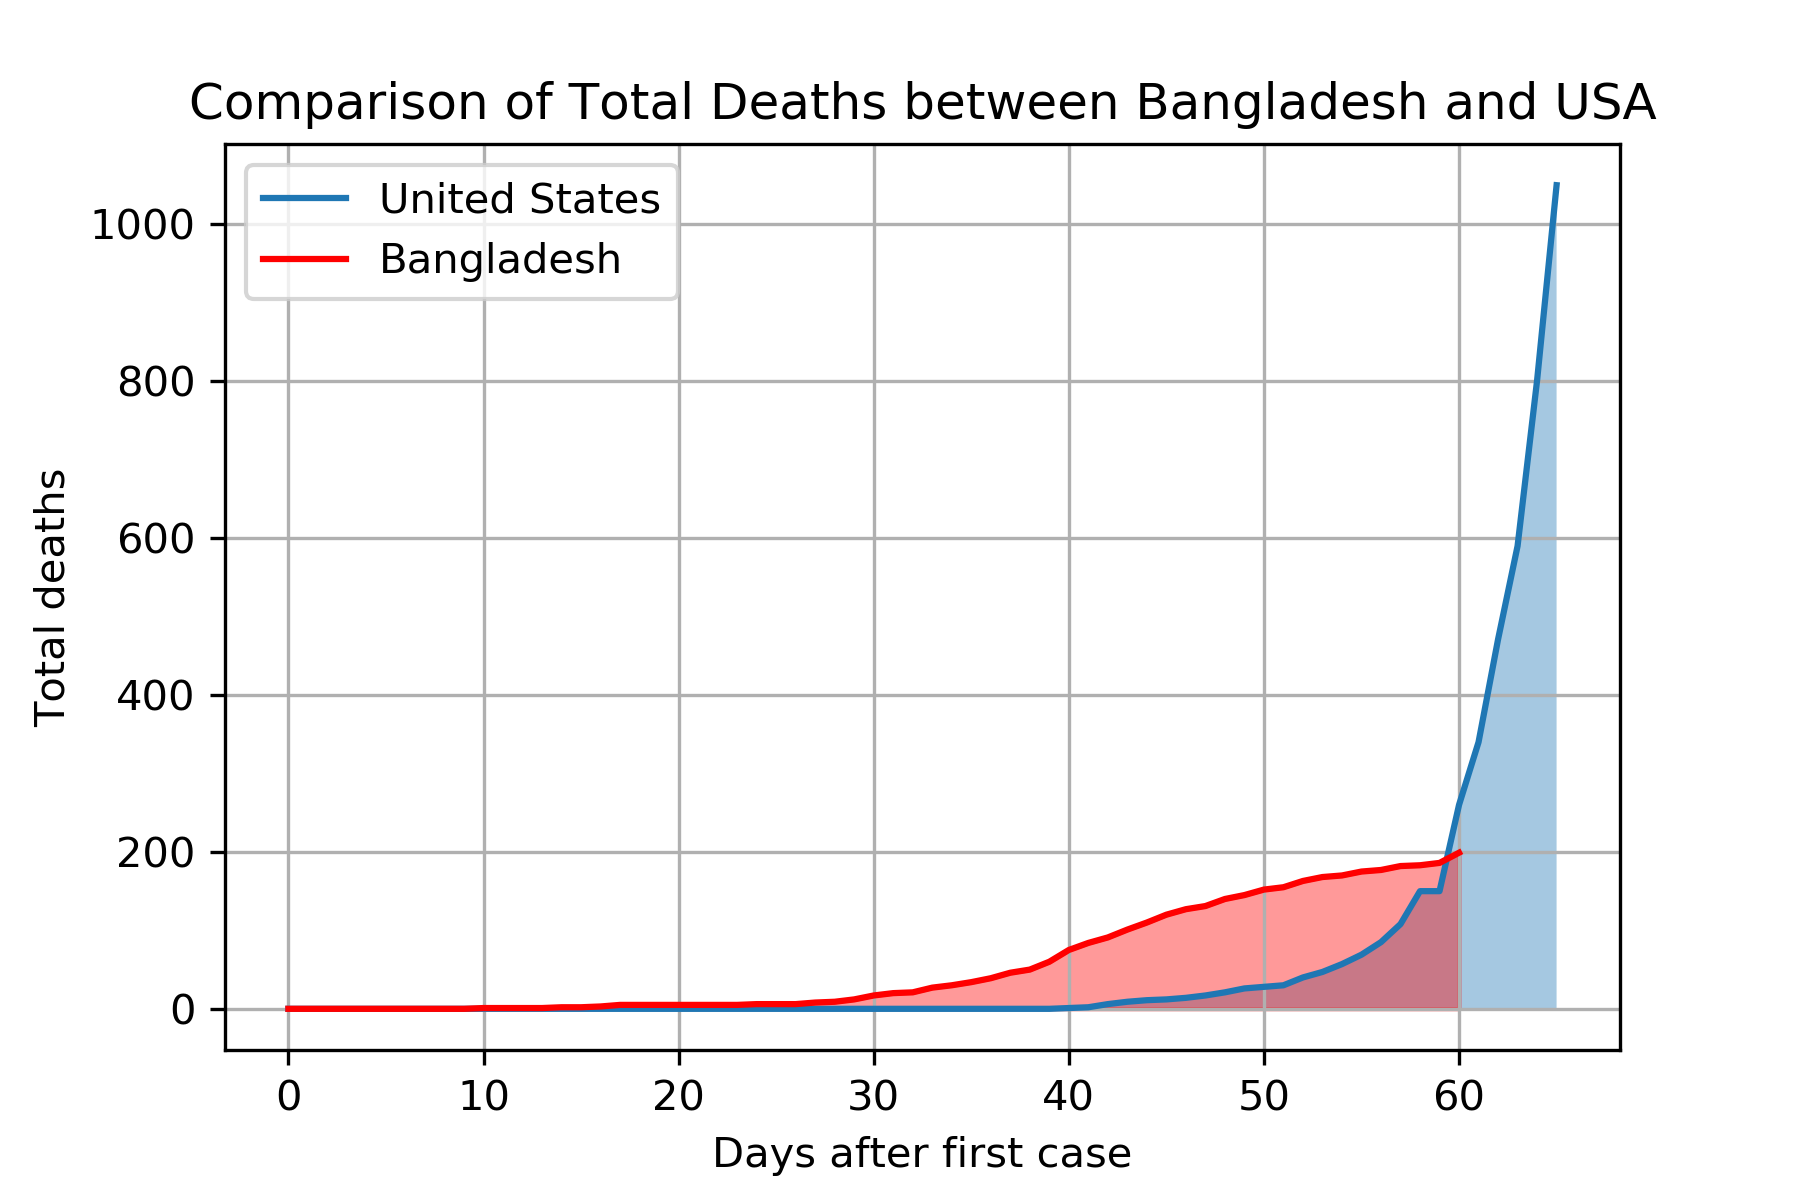 Comparison of Total Deaths between Bangladesh and USA
United States
Bangladesh
1000
800
600
400
200
0
Total deaths
0 10 20 30 40 50 60
Days after first case